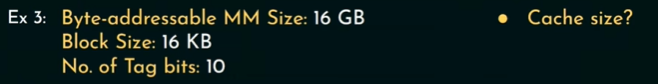 Ex 3: Byte-addressable MM Size: 16 GB
Block Size: 16 KB
No. of Tag bits: 10
● Cache size?